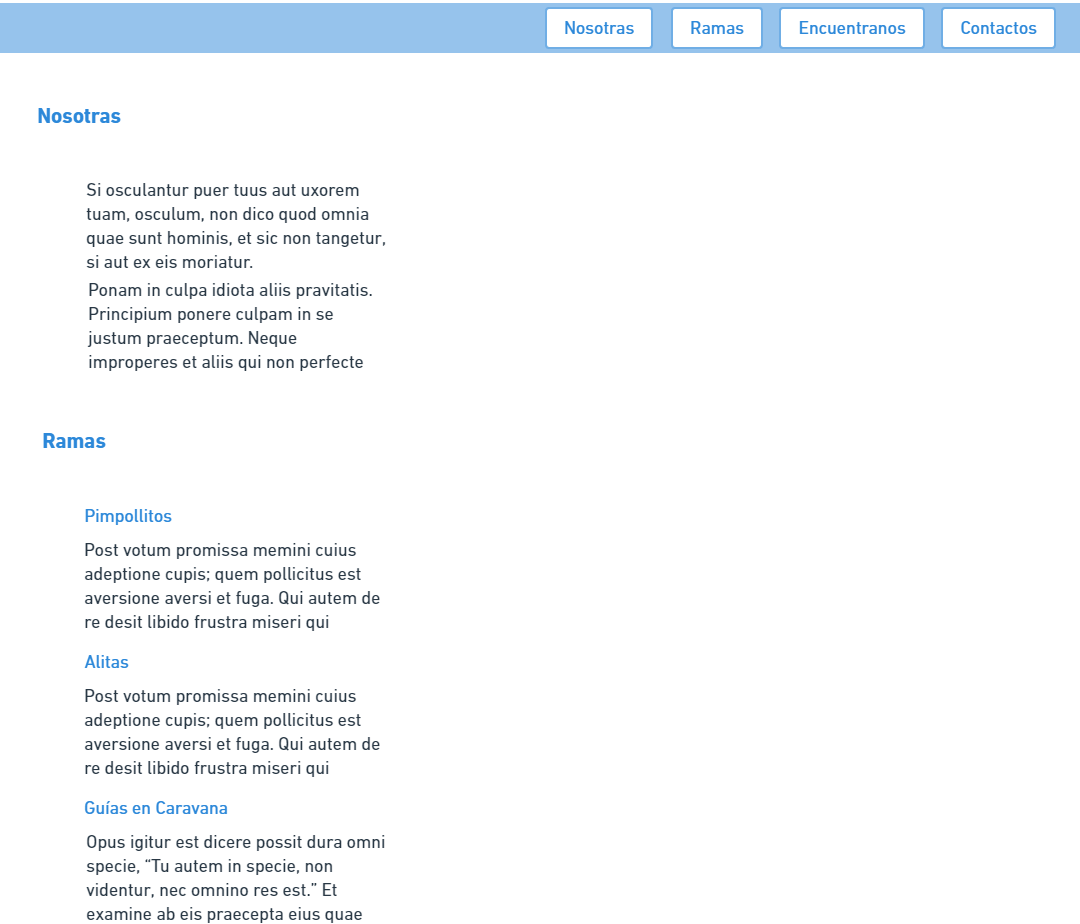 Nosotras
Ramas
Encuentranos
Contactos
Nosotras
Si osculantur puer tuus aut uxorem
tuam, osculum, non dico quod omnia
quae sunt hominis, et sic non tangetur,
si aut ex eis moriatur.
Ponam in culpa idiota aliis pravitatis.
Principium ponere culpam in se
justum praeceptum. Neque
improperes et aliis qui non perfecte
Ramas
Pimpollitos
Post votum promissa memini cuius
adeptione cupis; quem pollicitus est
aversione aversi et fuga. Qui autem de
re desit libido frustra miseri qui
Alitas
Post votum promissa memini cuius
adeptione cupis; quem pollicitus est
aversione aversi et fuga. Qui autem de
re desit libido frustra miseri qui
Guías en Caravana
Opus igitur est dicere possit dura omni
specie, “Tu autem in specie, non
videntur, nec omnino res est.” Et
examine ab eis praecepta eius quae